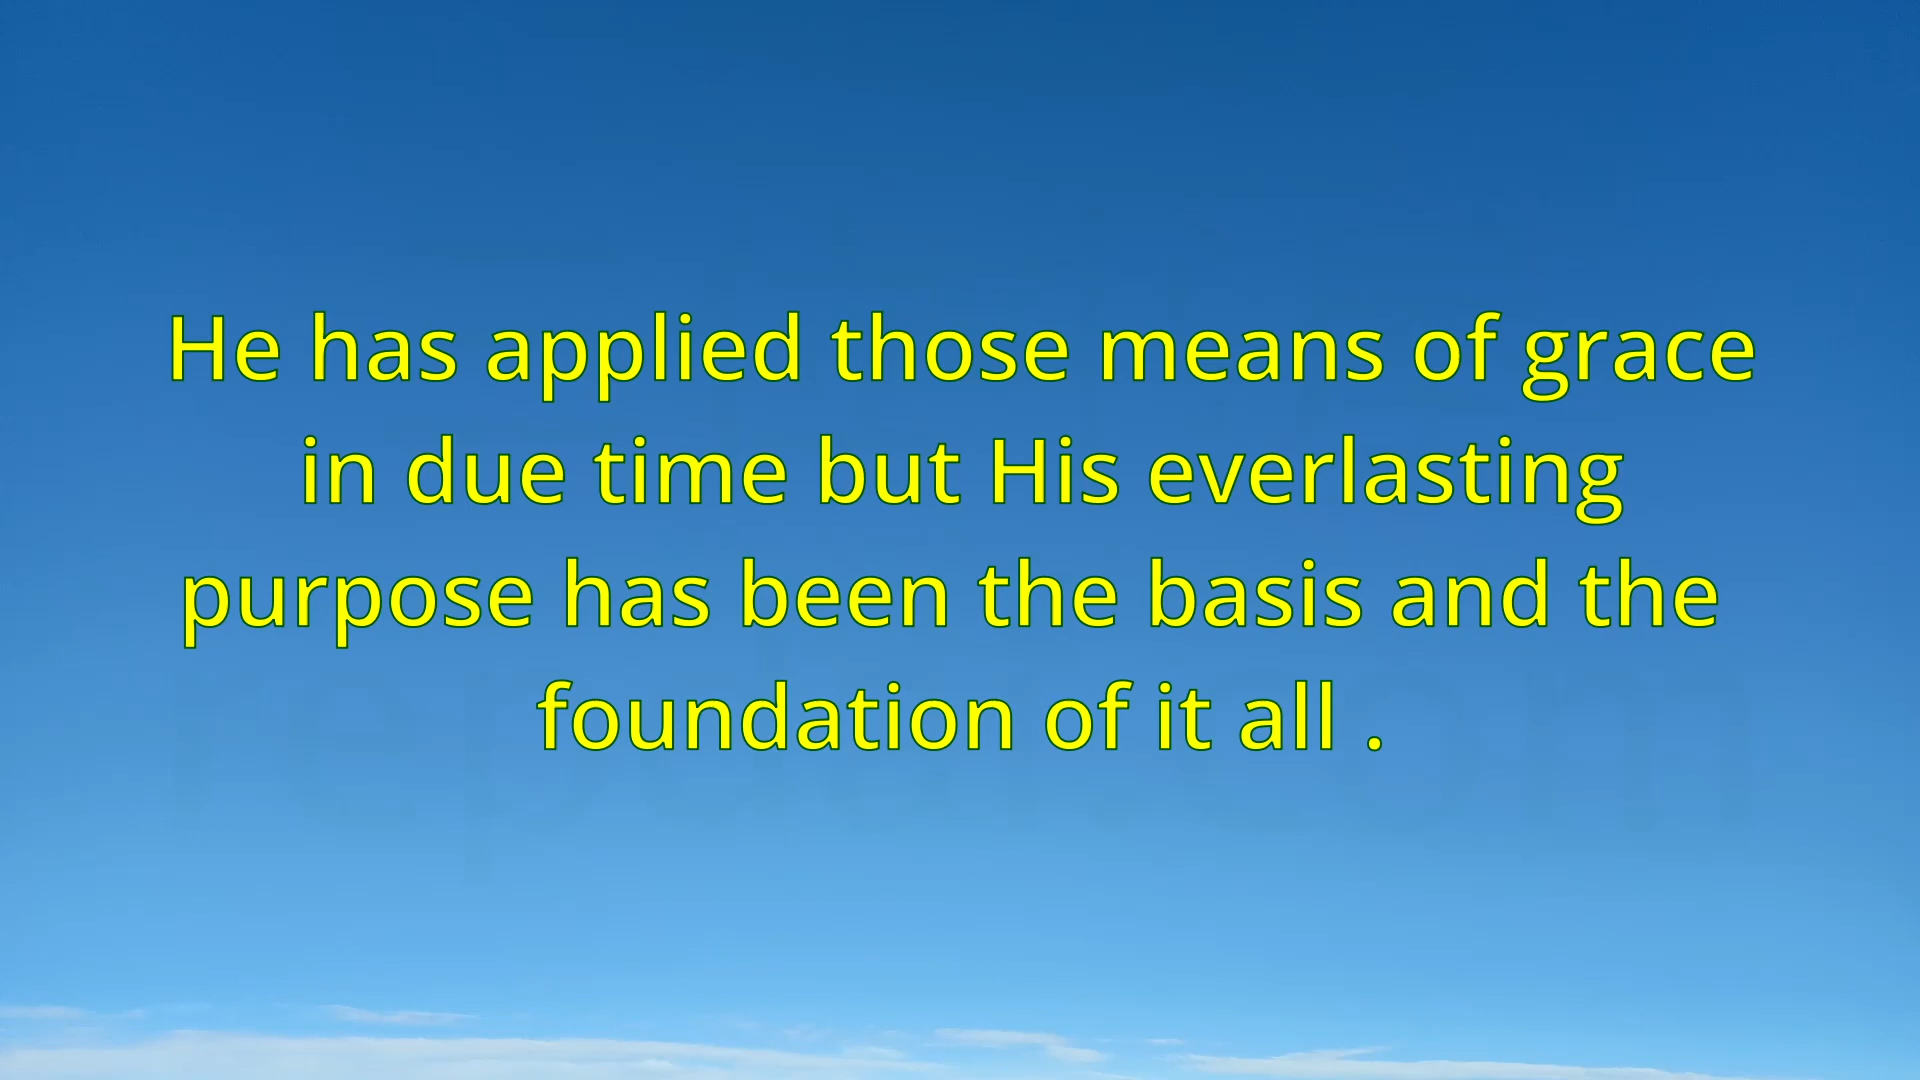 He has applied those means of grace
in due time but His everlasting
purpose has been the basis and the
foundation of it all .